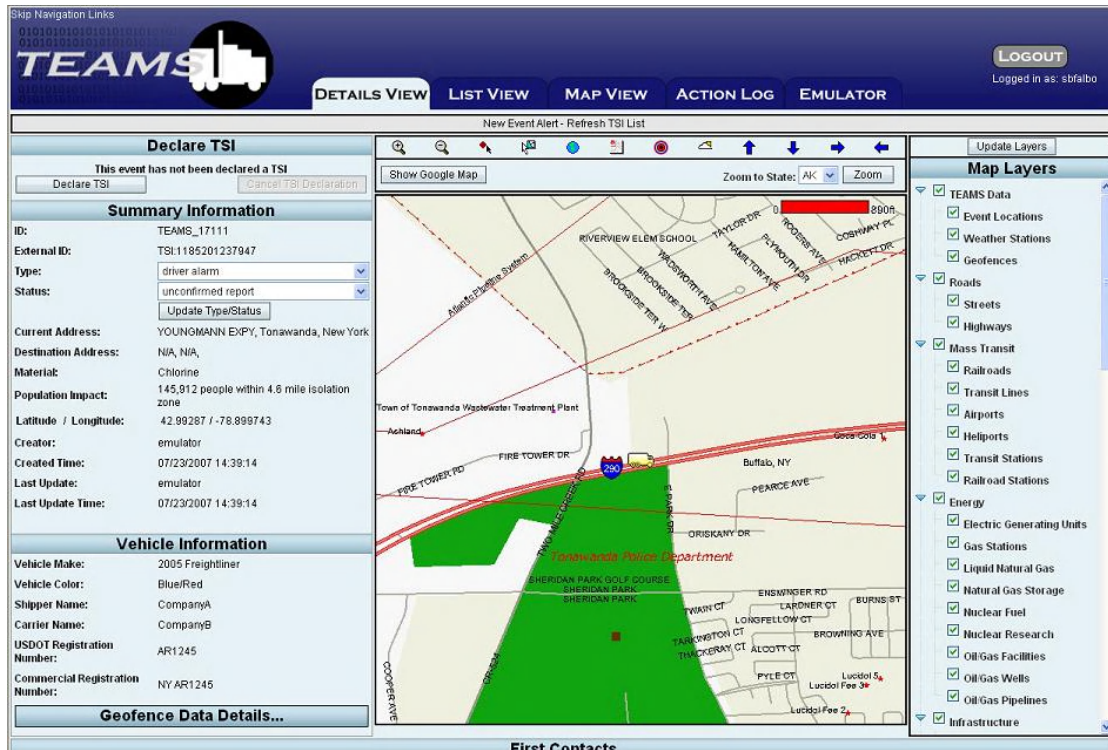 Skip Navigation Links
TEAMS
LOGOUT
Logged in as: sbfalbo
DETAILS VIEW
LIST VIEW
MAP VIEW
ACTION LOG
EMULATOR
New Event Alert - Refresh TSI List
Declare TSI
This event has not been declared a TSI
Declare TSI
Cancel TSI Declaration
Summary Information
ID: TEAMS_17111
External ID: TSI:1185201237947
Type: driver alarm
Status: unconfirmed report
Update Type/Status
Current Address: YOUNGMANN EXPY, Tonawanda, New York
Destination Address: N/A, N/A,
Material: Chlorine
Population Impact: 145,912 people within 4.6 mile isolation
zone
Latitude / Longitude: 42.99287 / -78.899743
Creator: emulator
Created Time: 07/23/2007 14:39:14
Last Update: emulator
Last Update Time: 07/23/2007 14:39:14
Vehicle Information
Vehicle Make: 2005 Freightliner
Vehicle Color: Blue/Red
Shipper Name: CompanyA
Carrier Name: CompanyB
USDOT Registration
Number: AR1245
Commercial Registration
Number: NY AR1245
Geofence Data Details...
Show Google Map
Zoom to State: AK
Zoom
0 890ft
RIVERVIEW ELEM SCHOOL
TAYLOR DR
ROGERS AVE
COSHWAY PL
HACKETT DR
PLYMOUTH DR
HAMILTON AVE
WADSWORTH AVE
BROOKSIDE TER
BROOKSIDE TER W
Atlantic Pipeline System
Town of Tonawanda Wastewater Treatment Plant
Ashland
Coca Cola 1
FIRE TOWER DR
FIRE TOWER RD
290
Buffalo, NY
PEARCE AVE
TWO MILE CREEK RD
E PARK DR
ORISKANY DR
Tonawanda Police Department
SHERIDAN PARK GOLF COURSE
SHERIDAN PARK
SHERIDAN PARK
ENSMINGER RD
LARDNER CT
BURNS ST
TWAIN CT
LONGFELLOW CT
TARKINGTON CT
BROWNING AVE
THACKERAY CT
ALCOTT CT
PYLE CT
Lucidol 5
Lucidol Fee 3
Lucidol Fee 2
COOPER AVE
CR-324
Update Layers
Map Layers
TEAMS Data
Event Locations
Weather Stations
Geofences
Roads
Streets
Highways
Mass Transit
Railroads
Transit Lines
Airports
Heliports
Transit Stations
Railroad Stations
Energy
Electric Generating Units
Gas Stations
Liquid Natural Gas
Natural Gas Storage
Nuclear Fuel
Nuclear Research
Oil/Gas Facilities
Oil/Gas Wells
Oil/Gas Pipelines
Infrastructure
First Contacts